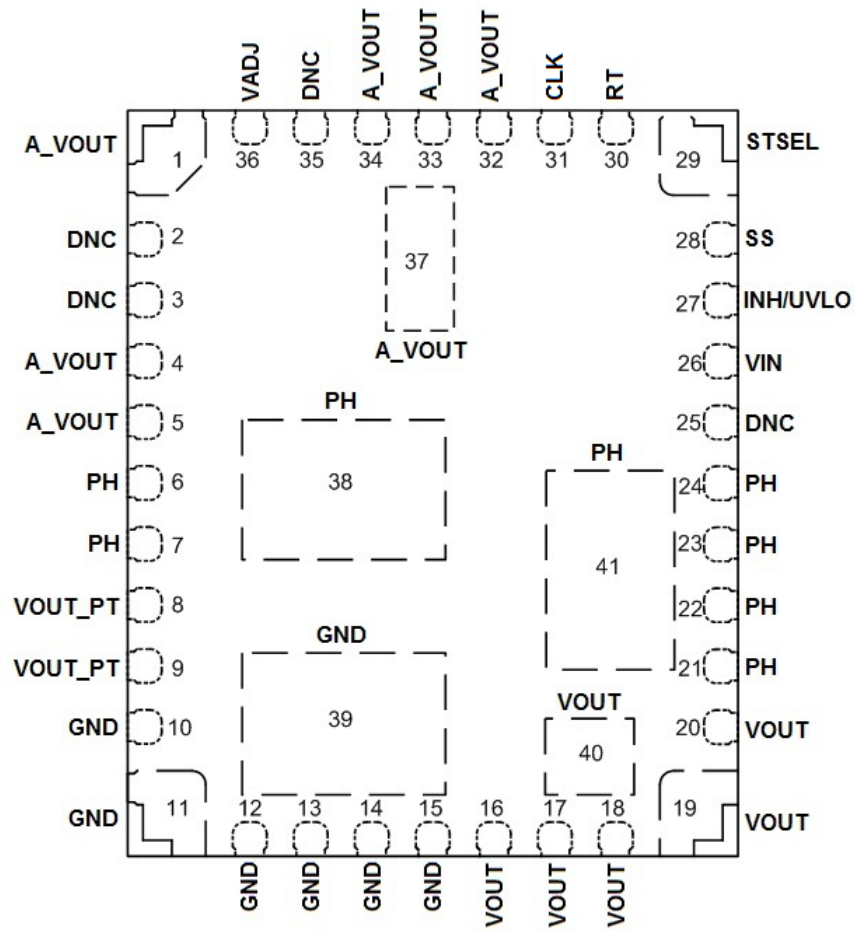 VADJ
DNC
A_VOUT
A_VOUT
A_VOUT
CLK
RT
36
35
34
33
32
31
30
A_VOUT
1
29
STSEL
DNC
2
28
SS
DNC
3
27
INH/UVLO
37
A_VOUT
A_VOUT
4
26
VIN
A_VOUT
5
25
DNC
PH
38
PH
41
PH
6
24
PH
PH
7
23
PH
VOUT_PT
8
22
PH
GND
39
VOUT_PT
9
21
PH
VOUT
40
GND
10
20
VOUT
GND
11
19
VOUT
12
13
14
15
16
17
18
GND
GND
GND
GND
VOUT
VOUT
VOUT